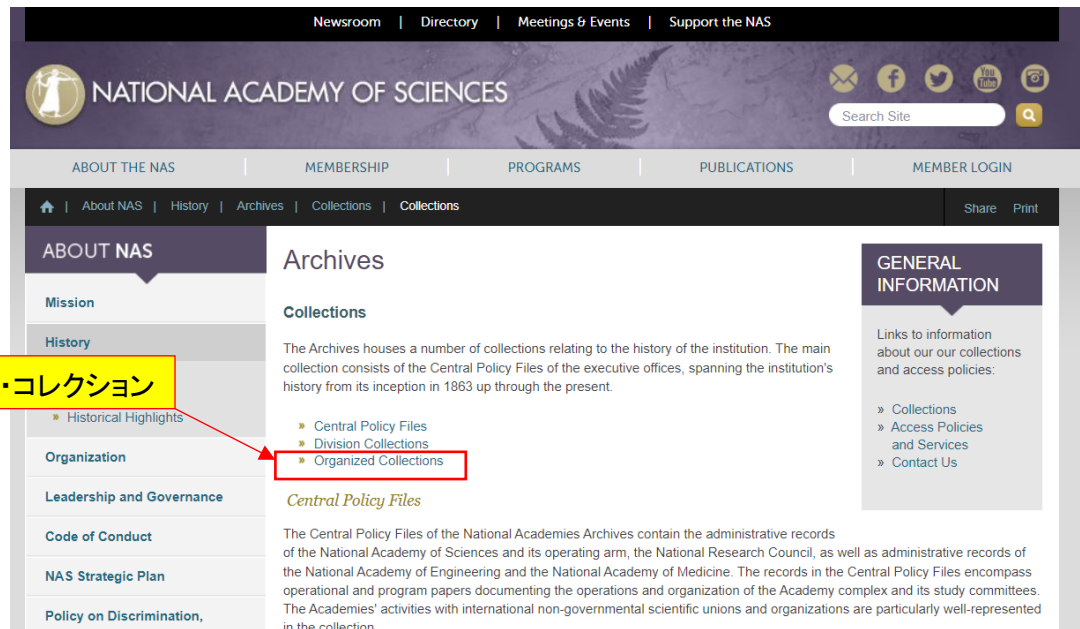 Newsroom | Directory | Meetings & Events | Support the NAS
NATIONAL ACADEMY OF SCIENCES
You
Tube
Search Site
ABOUT THE NAS
MEMBERSHIP
PROGRAMS
PUBLICATIONS
MEMBER LOGIN
| About NAS | History | Archives | Collections | Collections
Share Print
ABOUT NAS
Mission
History
・コレクション
» Historical Highlights
Organization
Leadership and Governance
Code of Conduct
NAS Strategic Plan
Policy on Discrimination,
Archives
Collections
The Archives houses a number of collections relating to the history of the institution. The main
collection consists of the Central Policy Files of the executive offices, spanning the institution's
history from its inception in 1863 up through the present.
» Central Policy Files
» Division Collections
» Organized Collections
Central Policy Files
The Central Policy Files of the National Academies Archives contain the administrative records
of the National Academy of Sciences and its operating arm, the National Research Council, as well as administrative records of
the National Academy of Engineering and the National Academy of Medicine. The records in the Central Policy Files encompass
operational and program papers documenting the operations and organization of the Academy complex and its study committees.
The Academies' activities with international non-governmental scientific unions and organizations are particularly well-represented
in the collection.
GENERAL
INFORMATION
Links to information
about our our collections
and access policies:
» Collections
» Access Policies
and Services
» Contact Us